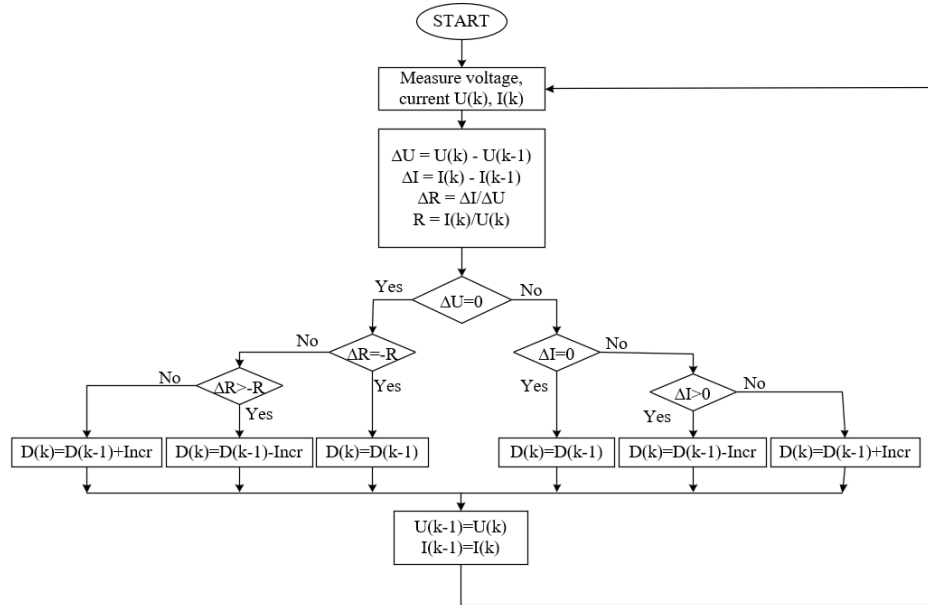 START
Measure voltage,
current U(k), I(k)
ΔU = U(k) - U(k-1)
ΔI = I(k) - I(k-1)
ΔR = ΔI/ΔU
R = I(k)/U(k)
Yes
ΔU=0
No
No
ΔR=-R
ΔI=0
No
No
ΔR>-R
Yes
Yes
Yes
ΔI>0
No
Yes
D(k)=D(k-1)+Incr
D(k)=D(k-1)-Incr
D(k)=D(k-1)
D(k)=D(k-1)
D(k)=D(k-1)-Incr
D(k)=D(k-1)+Incr
U(k-1)=U(k)
I(k-1)=I(k)